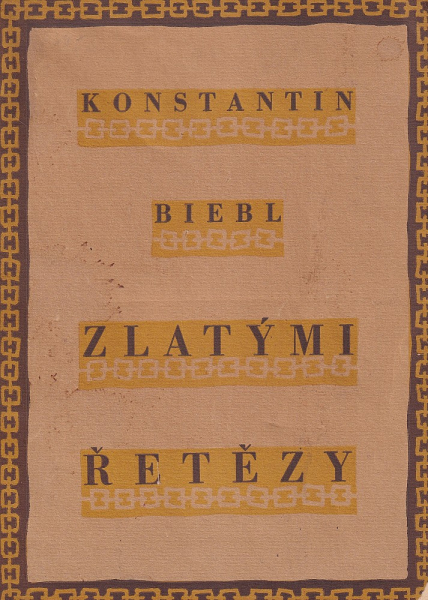 KONSTANTIN
BIEBL
ZLATÝMI
ŘETĚZY